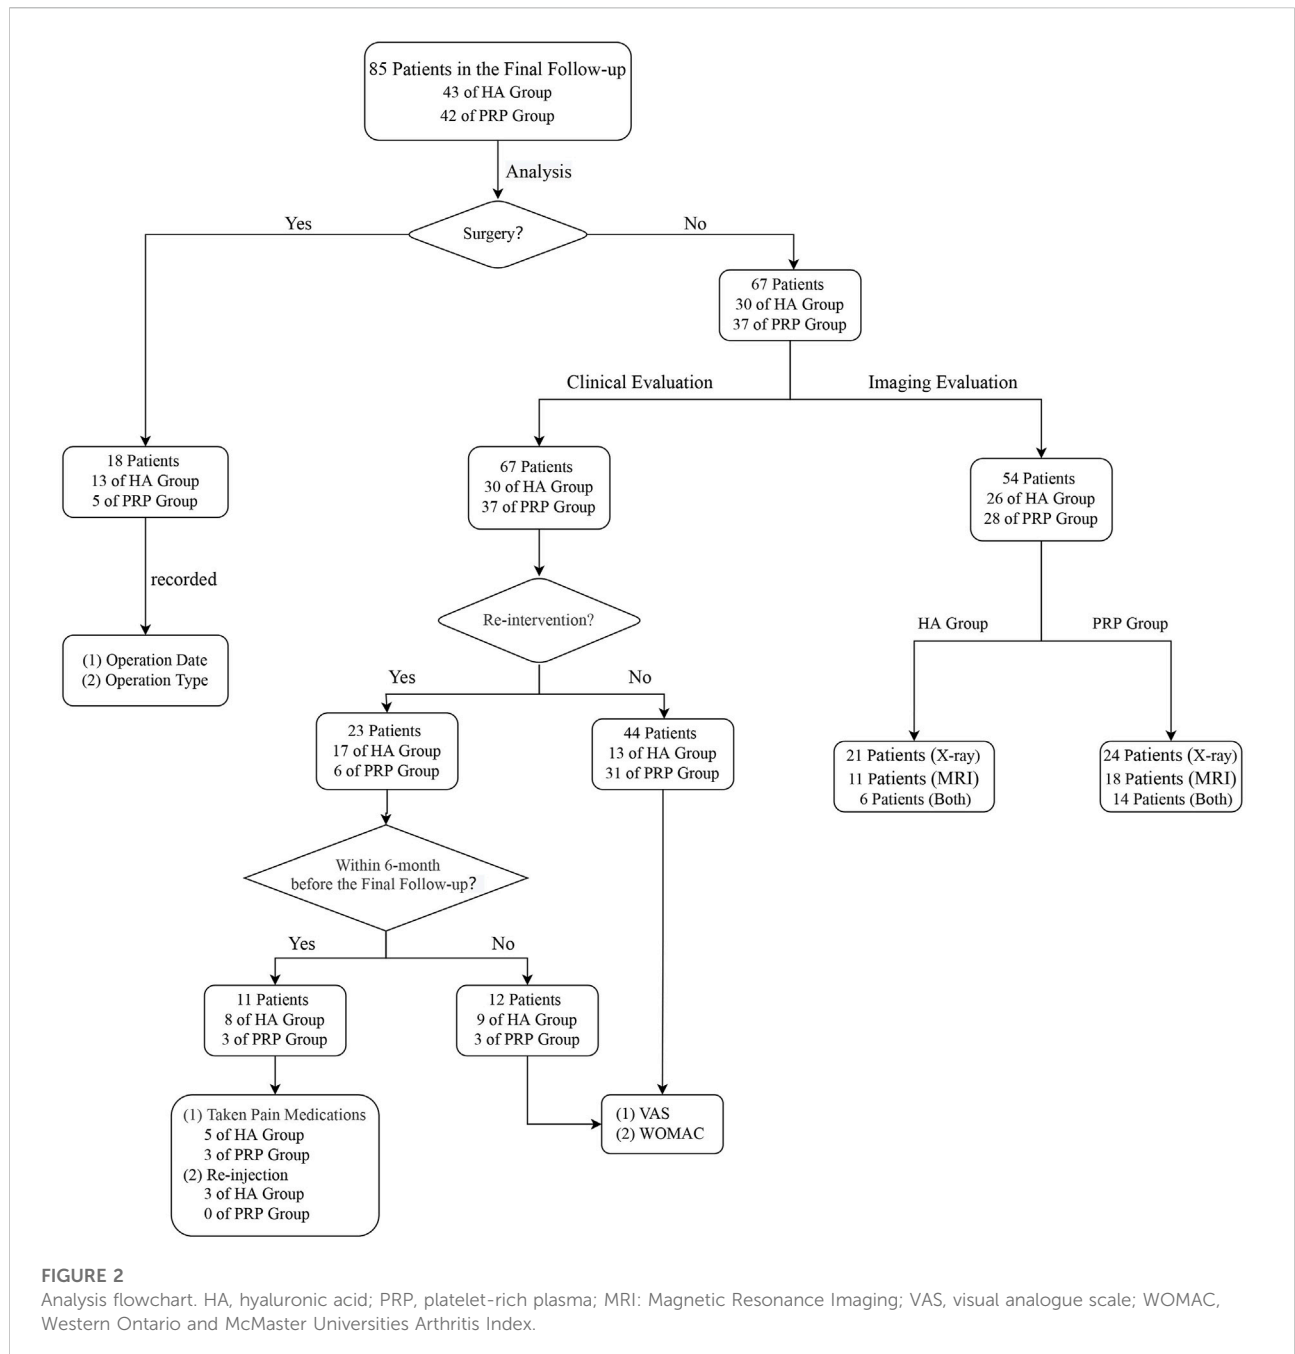 85 Patients in the Final Follow-up
43 of HA Group
42 of PRP Group
Analysis
Surgery?
Yes
No
67 Patients
30 of HA Group
37 of PRP Group
Clinical Evaluation
Imaging Evaluation
18 Patients
13 of HA Group
5 of PRP Group
recorded
(1) Operation Date
(2) Operation Type
67 Patients
30 of HA Group
37 of PRP Group
Re-intervention?
Yes
No
23 Patients
17 of HA Group
6 of PRP Group
44 Patients
13 of HA Group
31 of PRP Group
Within 6-month
before the Final Follow-up?
Yes
No
11 Patients
8 of HA Group
3 of PRP Group
12 Patients
9 of HA Group
3 of PRP Group
(1) Taken Pain Medications
5 of HA Group
3 of PRP Group
(2) Re-injection
3 of HA Group
0 of PRP Group
(1) VAS
(2) WOMAC
54 Patients
26 of HA Group
28 of PRP Group
HA Group
PRP Group
21 Patients (X-ray)
11 Patients (MRI)
6 Patients (Both)
24 Patients (X-ray)
18 Patients (MRI)
14 Patients (Both)
FIGURE 2
Analysis flowchart. HA, hyaluronic acid; PRP, platelet-rich plasma; MRI: Magnetic Resonance Imaging; VAS, visual analogue scale; WOMAC,
Western Ontario and McMaster Universities Arthritis Index.